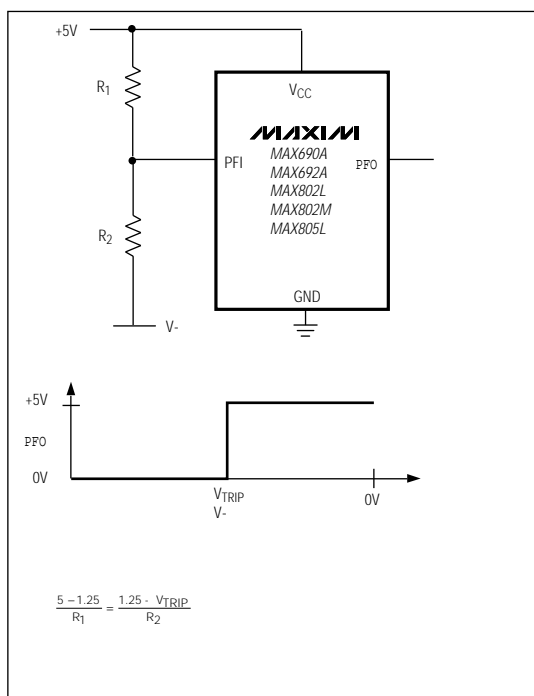 +5V
R1
VCC
MAXIM
MAX690A
MAX692A
MAX802L
MAX802M
MAX805L
PFI
PFO
R2
GND
V-
+5V
PFO
0V
VTRIP
V-
0V
5 – 1.25 / R1 = 1.25 - VTRIP / R2